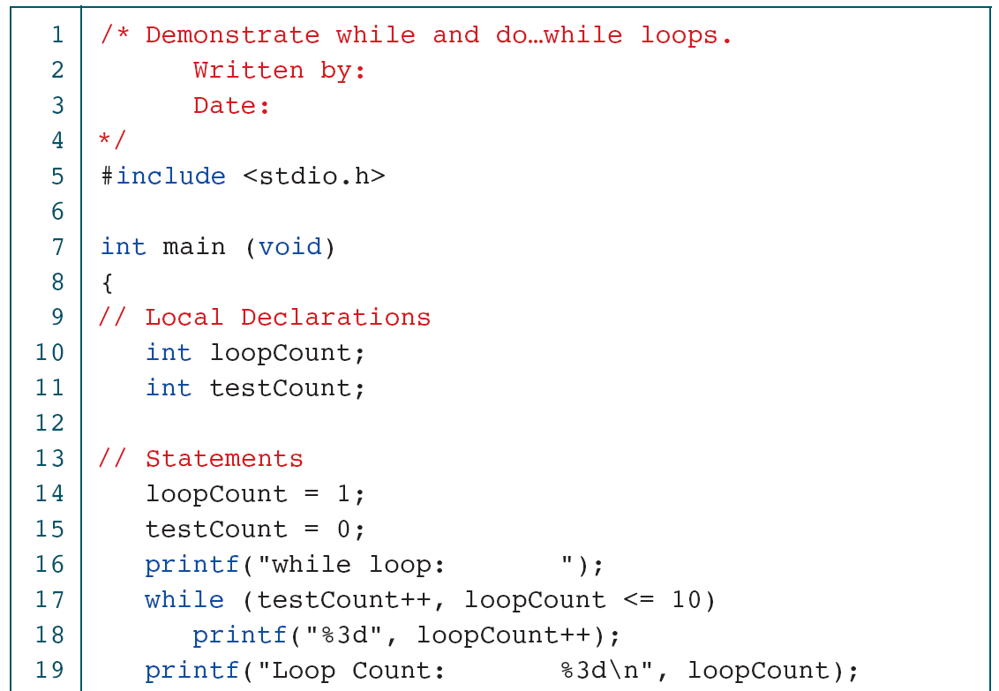 1 /* Demonstrate while and do…while loops.
2       Written by:
3       Date:
4 */
5 #include <stdio.h>
6
7 int main (void)
8 {
9 // Local Declarations
10    int loopCount;
11    int testCount;
12
13 // Statements
14    loopCount = 1;
15    testCount = 0;
16    printf("while loop:       ");
17    while (testCount++, loopCount <= 10)
18       printf("%3d", loopCount++);
19    printf("Loop Count:       %3d\n", loopCount);